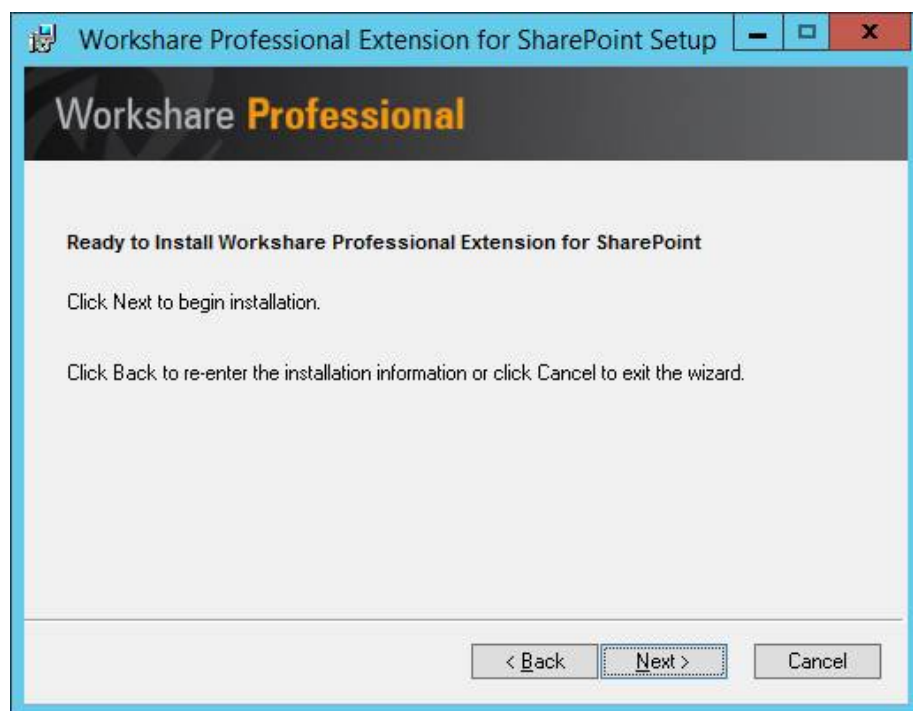 Workshare Professional Extension for SharePoint Setup
Workshare Professional
Ready to Install Workshare Professional Extension for SharePoint
Click Next to begin installation.
Click Back to re-enter the installation information or click Cancel to exit the wizard.
< Back Next > Cancel